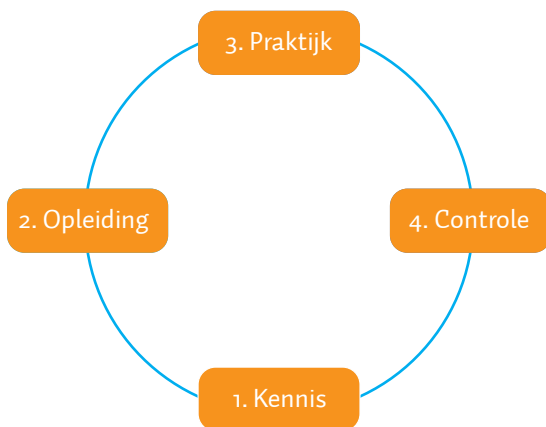 3. Praktijk
2. Opleiding
4. Controle
1. Kennis